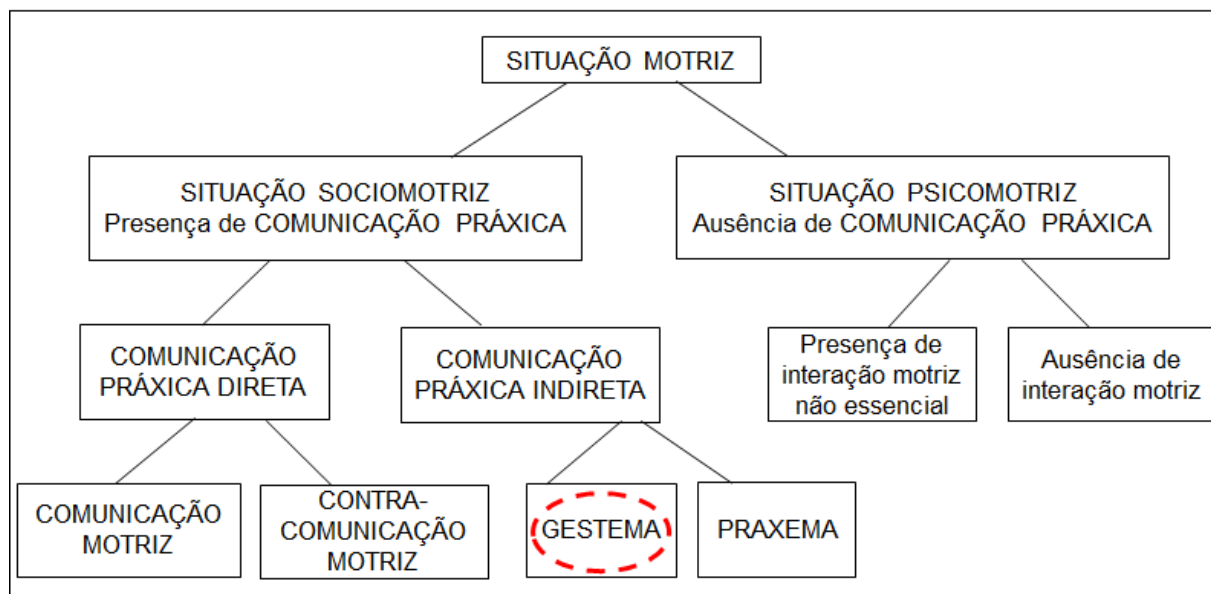 SITUAÇÃO MOTRIZ
SITUAÇÃO SOCIOMOTRIZ
Presença de COMUNICAÇÃO PRÁXICA
SITUAÇÃO PSICOMOTRIZ
Ausência de COMUNICAÇÃO PRÁXICA
COMUNICAÇÃO
PRÁXICA DIRETA
COMUNICAÇÃO
PRÁXICA INDIRETA
Presença de
interação motriz
não essencial
Ausência de
interação motriz
COMUNICAÇÃO
MOTRIZ
CONTRA-
COMUNICAÇÃO
MOTRIZ
GESTEMA
PRAXEMA